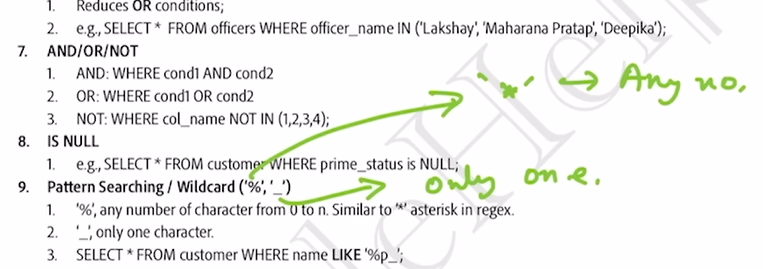 1. Reduces OR conditions;
2. e.g., SELECT * FROM officers WHERE officer_name IN ('Lakshay', 'Maharana Pratap', 'Deepika');
7. AND/OR/NOT
1. AND: WHERE cond1 AND cond2
2. OR: WHERE cond1 OR cond2
'*' → Any no.
3. NOT: WHERE col_name NOT IN (1,2,3,4);
8. IS NULL
1. e.g., SELECT * FROM customer WHERE prime_status is NULL;
9. Pattern Searching / Wildcard ('%', '_')
only one.
1. '%', any number of character from 0 to n. Similar to '*' asterisk in regex.
2. '_', only one character.
3. SELECT * FROM customer WHERE name LIKE '%p_';